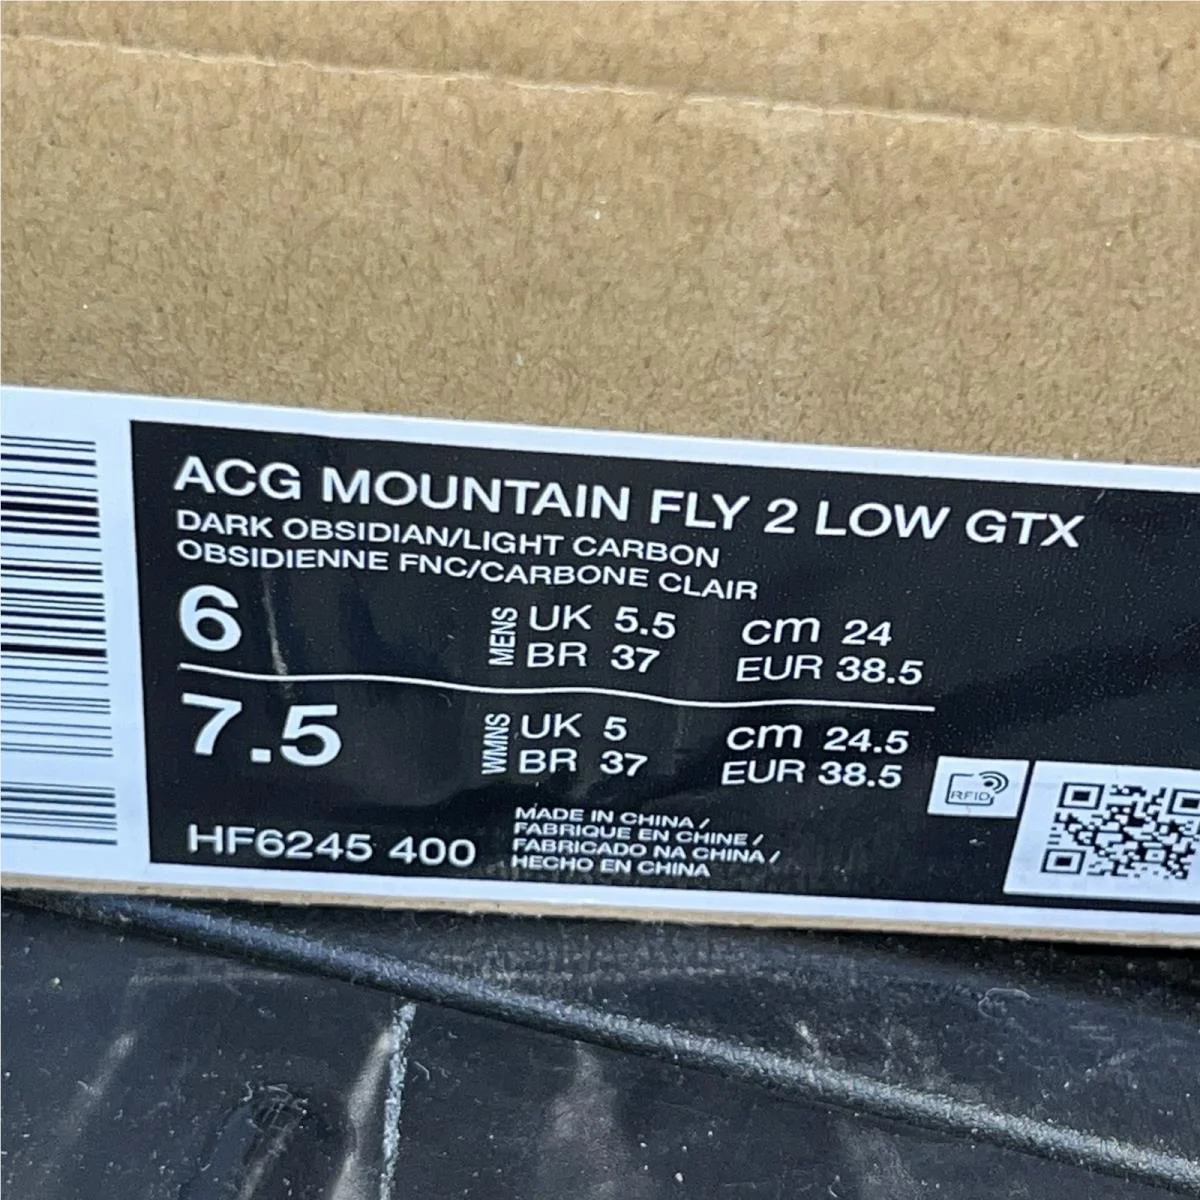 ACG MOUNTAIN FLY 2 LOW GTX
DARK OBSIDIAN/LIGHT CARBON
OBSIDIENNE FNC/CARBONE CLAIR
6
MENS
UK 5.5 cm 24
BR 37 EUR 38.5
7.5
WMNS
UK 5 cm 24.5
BR 37 EUR 38.5
RFID
HF6245 400
MADE IN CHINA /
FABRIQUE EN CHINE /
FABRICADO NA CHINA /
HECHO EN CHINA